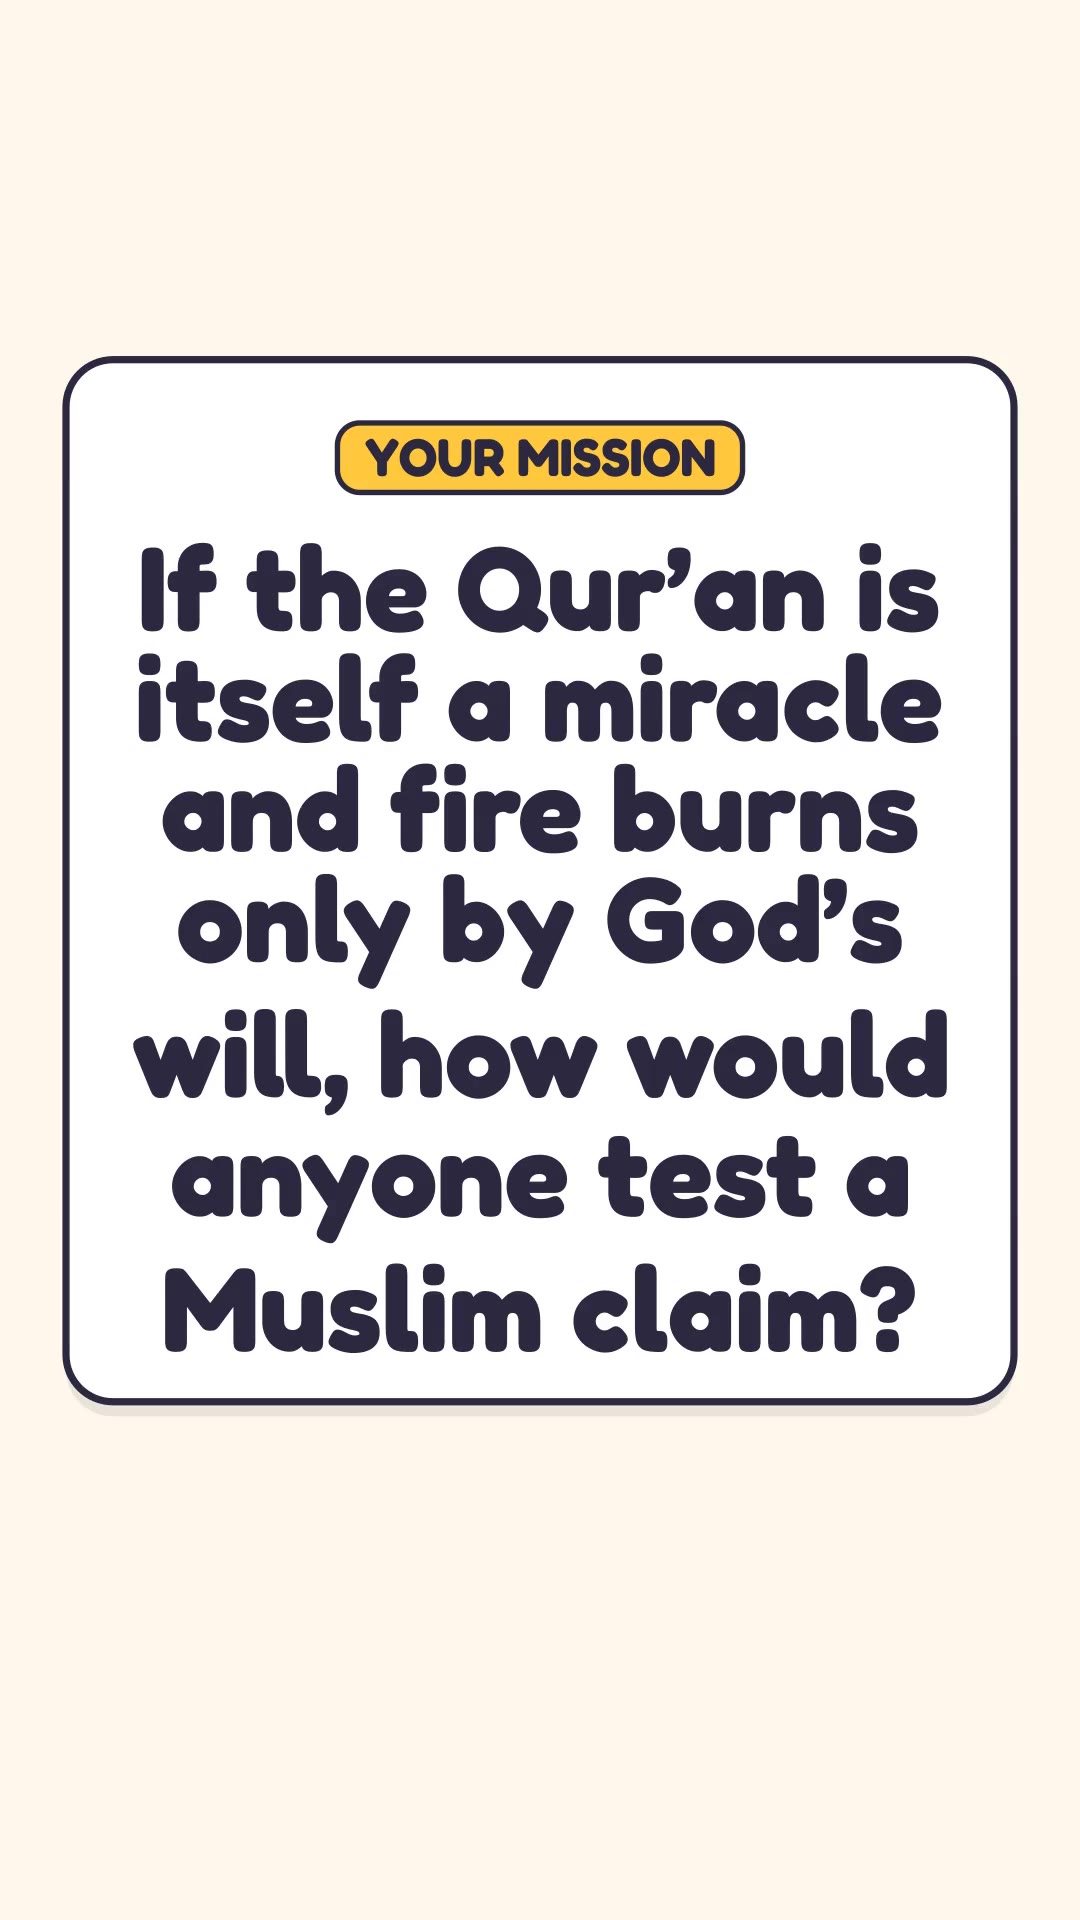 YOUR MISSION
If the Qur’an is
itself a miracle
and fire burns
only by God’s
will, how would
anyone test a
Muslim claim?